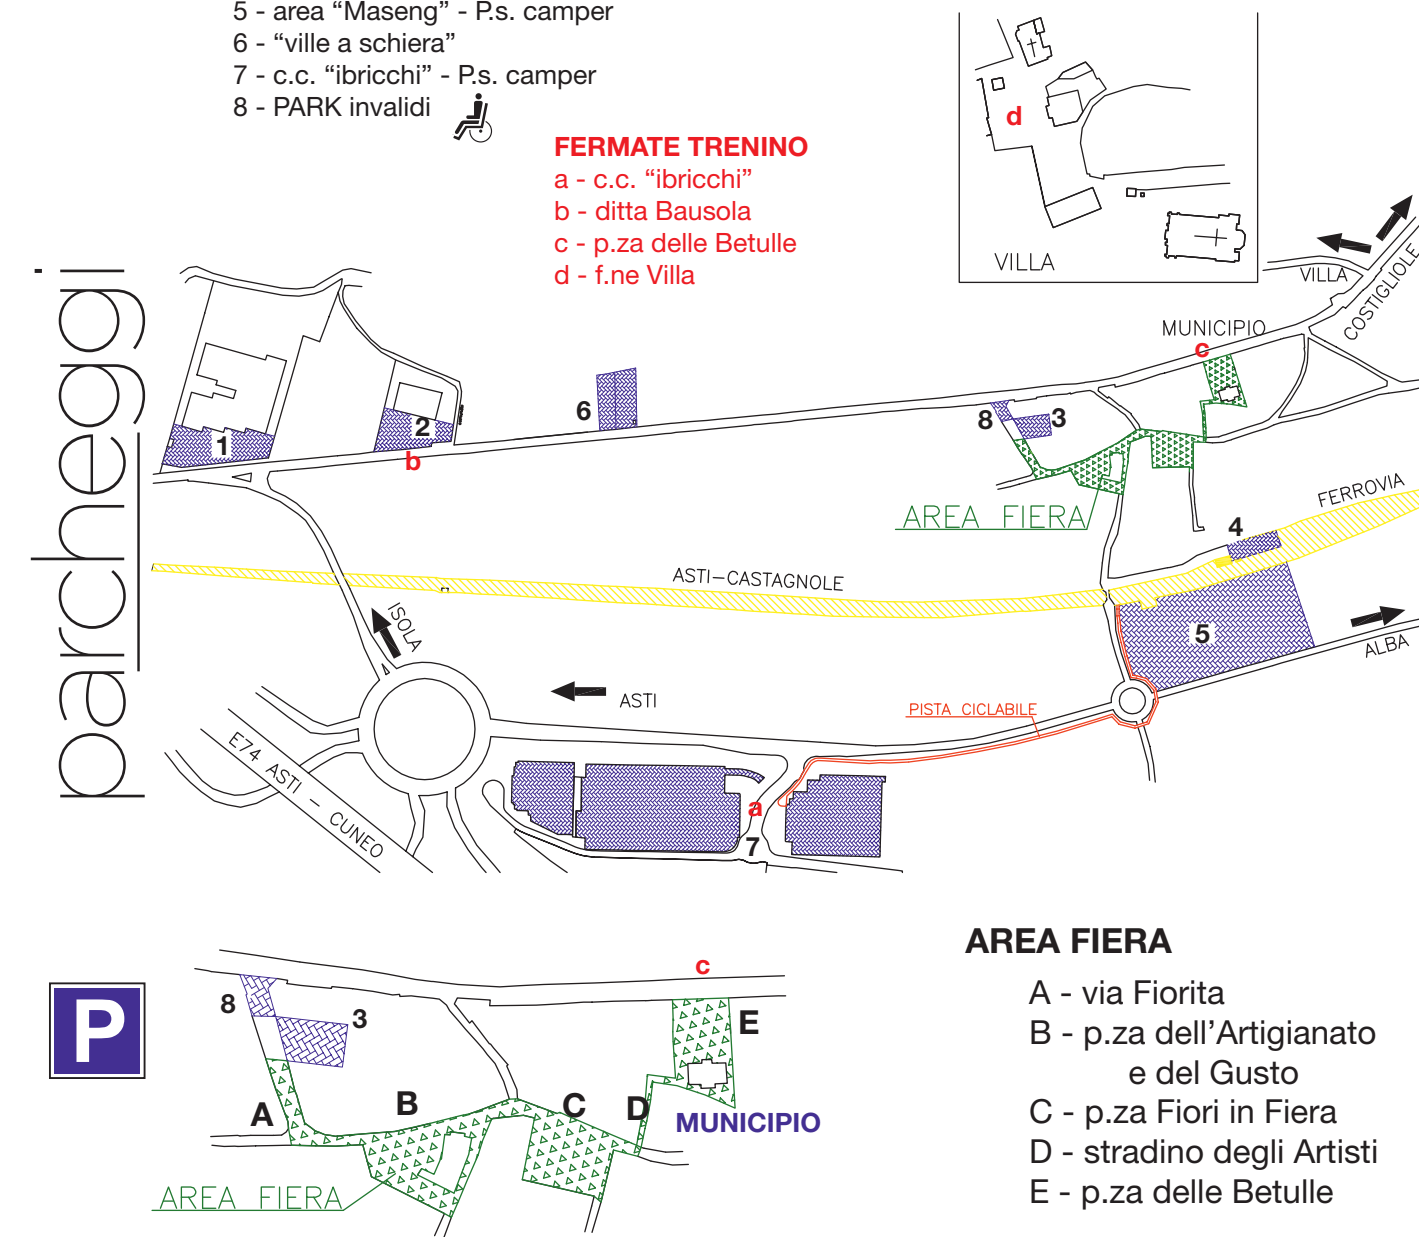 5 - area “Maseng” - P.s. camper
6 - “ville a schiera”
7 - c.c. “ibricchi” - P.s. camper
8 - PARK invalidi
FERMATE TRENINO
a - c.c. “ibricchi”
b - ditta Bausola
c - p.za delle Betulle
d - f.ne Villa
d
VILLA
parcheggi
VILLA
COSTIGLIOLE
MUNICIPIO
c
1
2
b
6
8
3
AREA FIERA
FERROVIA
4
ASTI-CASTAGNOLE
5
ISOLA
ALBA
ASTI
PISTA CICLABILE
E74 ASTI - CUNEO
a
7
P
c
8
3
E
A
B
C
D
MUNICIPIO
AREA FIERA
AREA FIERA
A - via Fiorita
B - p.za dell’Artigianato
e del Gusto
C - p.za Fiori in Fiera
D - stradino degli Artisti
E - p.za delle Betulle